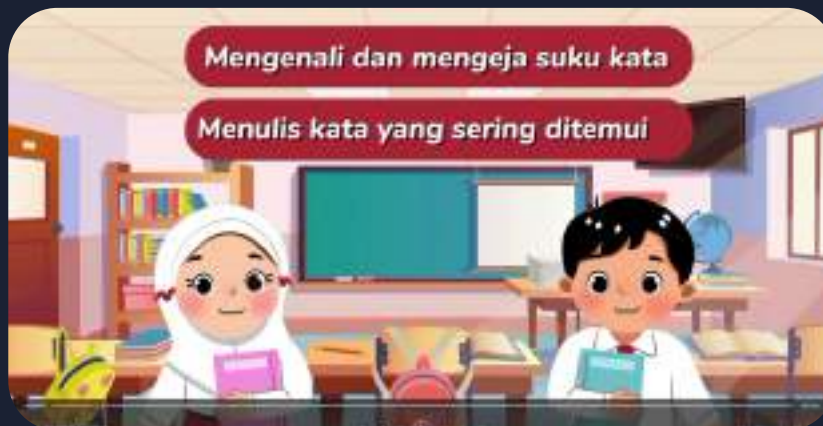 Mengenali dan mengeja suku kata
Menulis kata yang sering ditemui